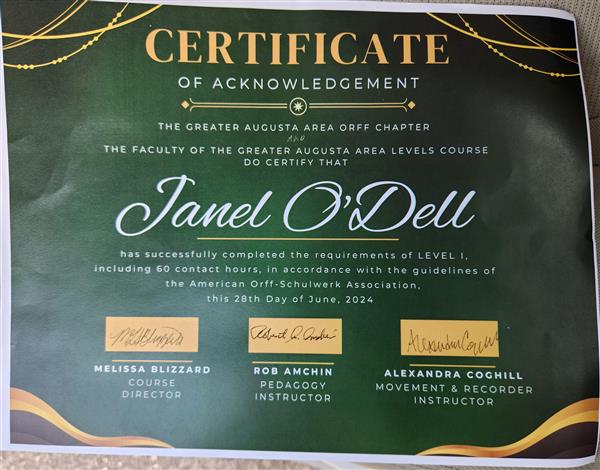 CERTIFICATE
OF ACKNOWLEDGEMENT
THE GREATER AUGUSTA AREA ORFF CHAPTER
AND
THE FACULTY OF THE GREATER AUGUSTA AREA LEVELS COURSE
DO CERTIFY THAT
Janel O'Dell
has successfully completed the requirements of LEVEL I,
including 60 contact hours, in accordance with the guidelines of
the American Orff-Schulwerk Association,
this 28th Day of June, 2024
MELISSA BLIZZARD ROB AMCHIN ALEXANDRA COGHILL
COURSE PEDAGOGY MOVEMENT & RECORDER
DIRECTOR INSTRUCTOR INSTRUCTOR